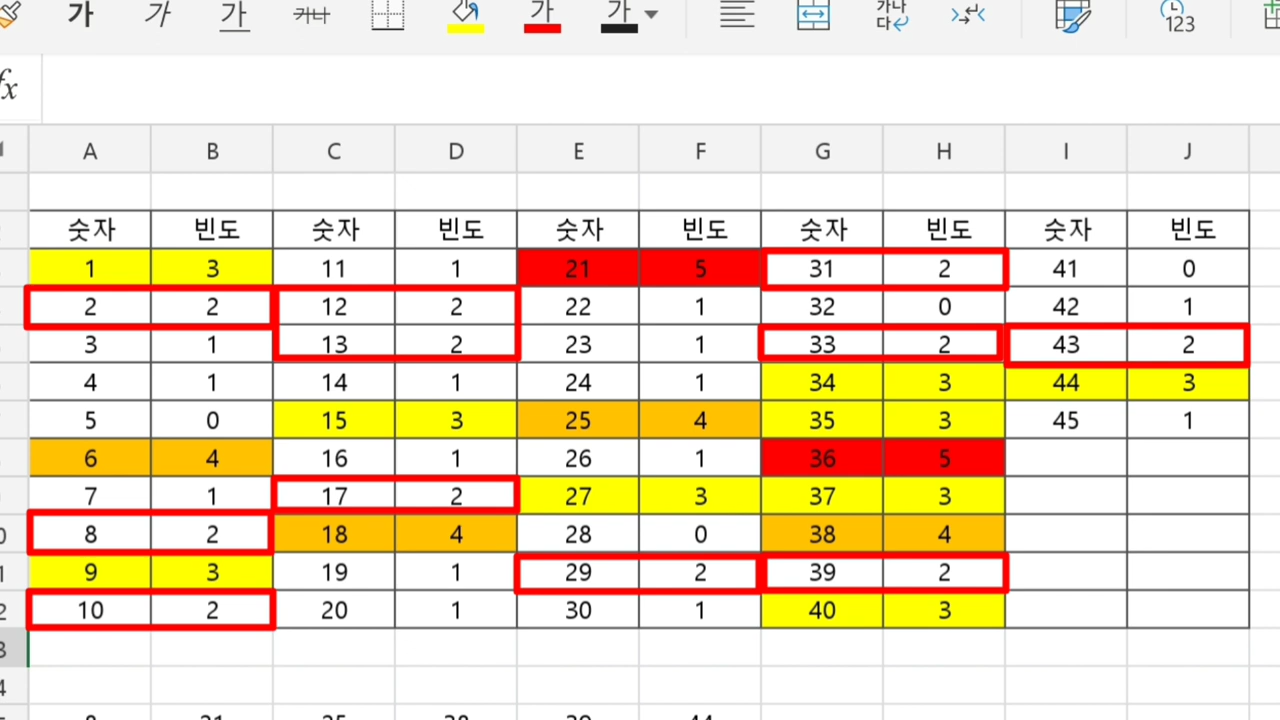 가 가 가 가나 가 가 가나다 123
fx
A B C D E F G H I J
숫자 빈도 숫자 빈도 숫자 빈도 숫자 빈도 숫자 빈도
1 3 11 1 21 5 31 2 41 0
2 2 12 2 22 1 32 0 42 1
3 1 13 2 23 1 33 2 43 2
4 1 14 1 24 1 34 3 44 3
5 0 15 3 25 4 35 3 45 1
6 4 16 1 26 1 36 5
7 1 17 2 27 3 37 3
8 2 18 4 28 0 38 4
9 3 19 1 29 2 39 2
10 2 20 1 30 1 40 3